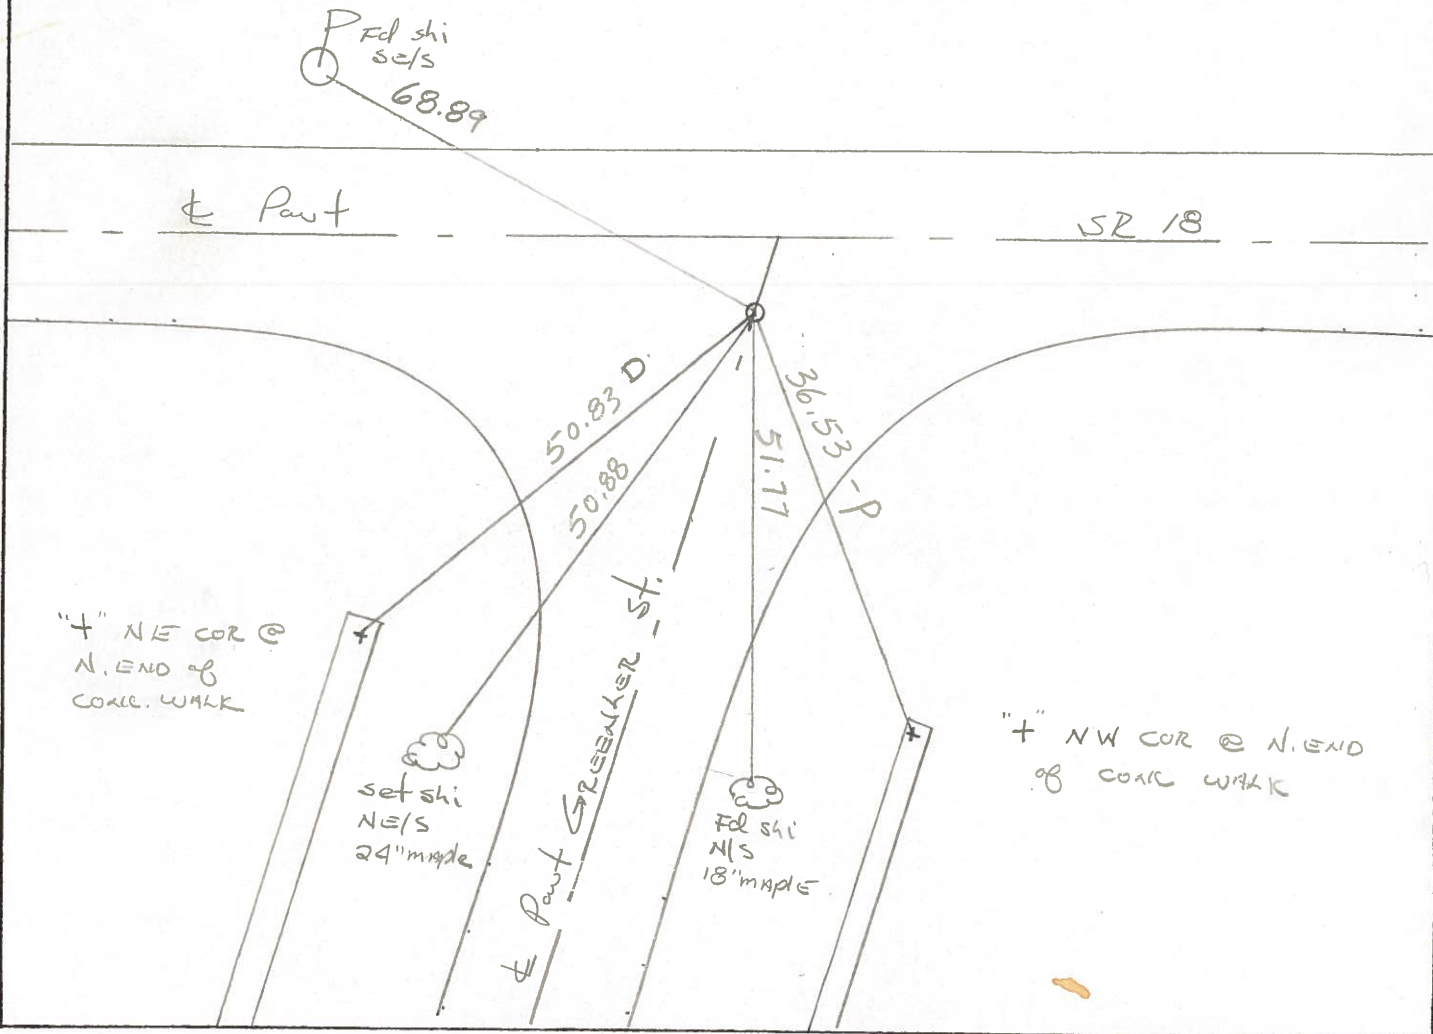 P
Fd shi
SE/S
68.89
℄ Pavt
SR 18
50.83 D.
50.88
51.77
36.53 -P
1
"+" NE COR @
N. END of
CONC. WALK
set shi
NE/S
24" maple
℄ Pavt GREENKER St.
Fd shi
N/S
18" MAPLE
"+" NW COR @ N. END
of CONC WALK